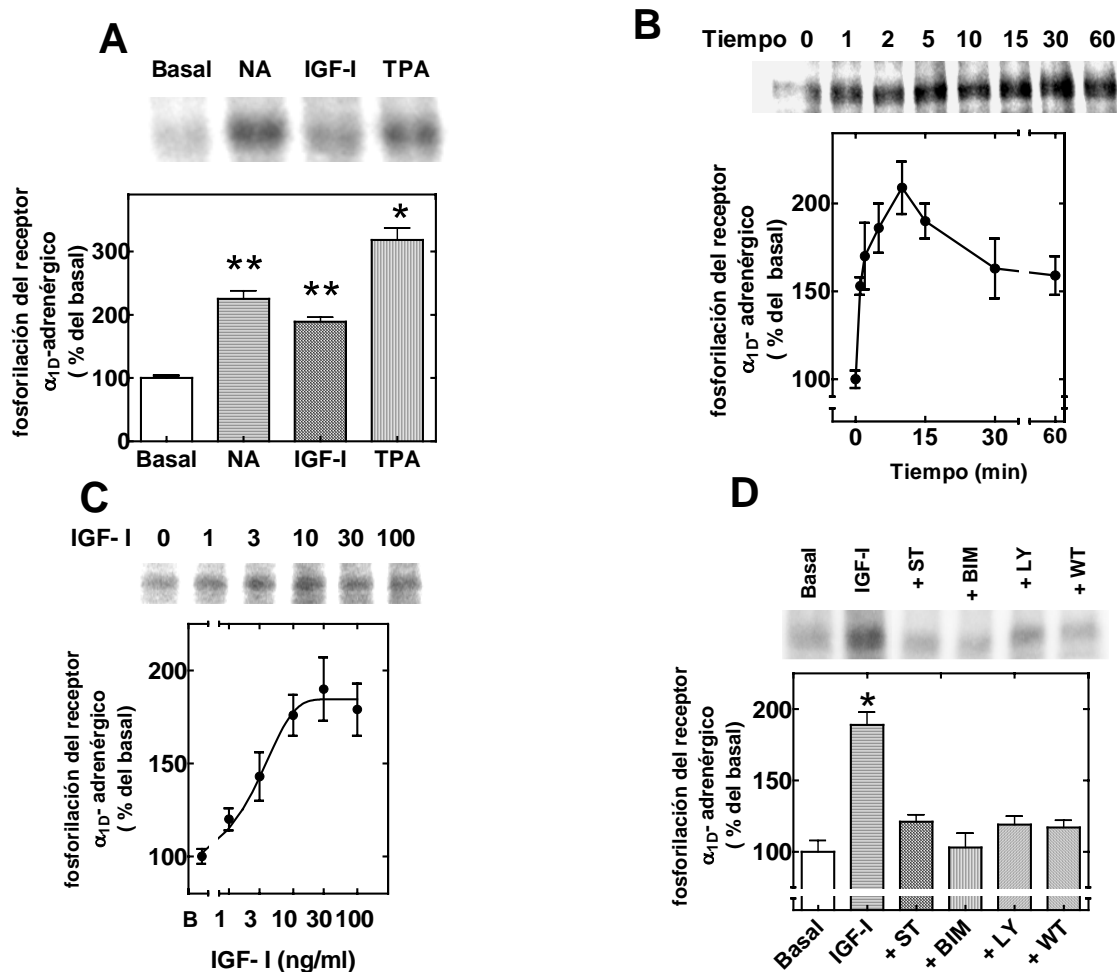 A
Basal NA IGF-I TPA
fosforilación del receptor
α1D-adrenérgico
( % del basal)
300
200
100
0
** ** *
Basal NA IGF-I TPA
B
Tiempo 0 1 2 5 10 15 30 60
fosforilación del receptor
α1D- adrenérgico
( % del basal)
200
150
100
0 15 30 60
Tiempo (min)
C
IGF- I 0 1 3 10 30 100
fosforilación del receptor
α1D- adrenérgico
( % del basal)
200
150
100
B 1 3 10 30 100
IGF- I (ng/ml)
D
Basal IGF-I + ST + BIM + LY + WT
fosforilación del receptor
α1D- adrenérgico
( % del basal)
200
150
100
*
Basal IGF-I + ST + BIM + LY + WT